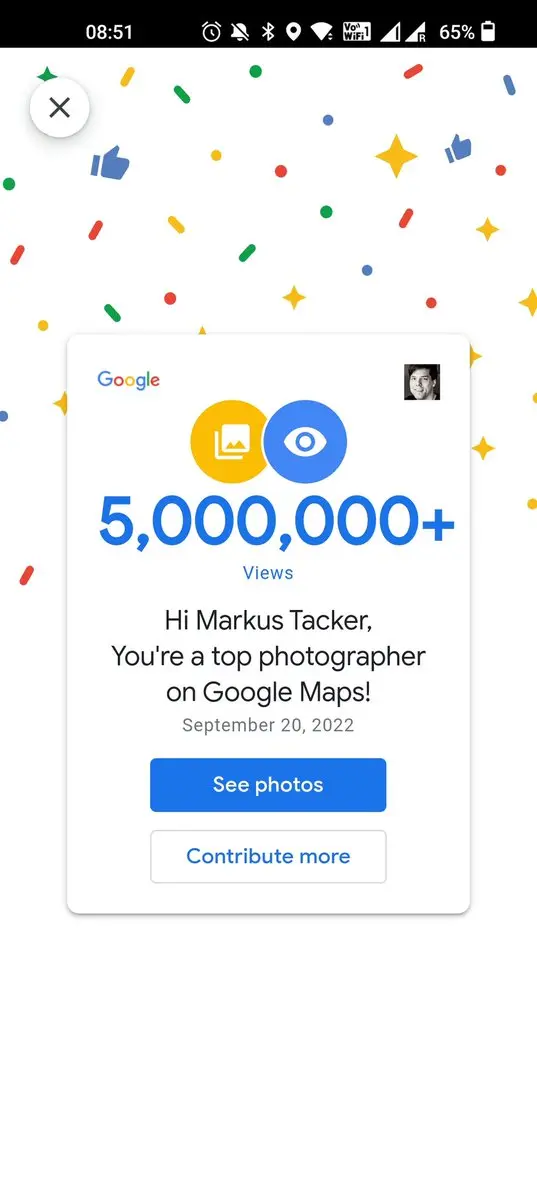 08:51
Vo))
WiFi 1
R
65%
Google
5,000,000+
Views
Hi Markus Tacker,
You're a top photographer
on Google Maps!
September 20, 2022
See photos
Contribute more